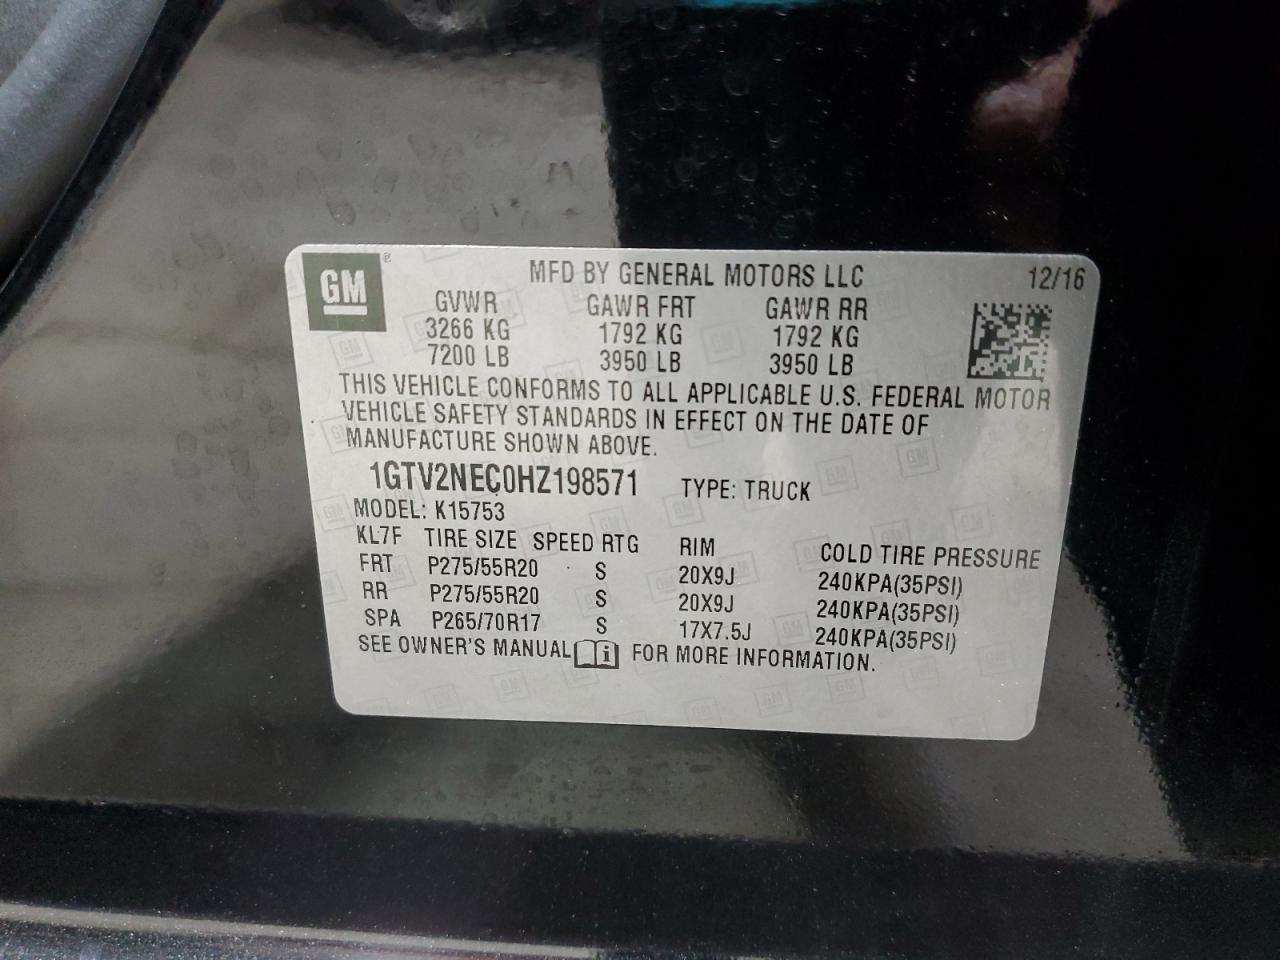 GM ® MFD BY GENERAL MOTORS LLC 12/16
GVWR GAWR FRT GAWR RR
3266 KG 1792 KG 1792 KG
7200 LB 3950 LB 3950 LB
THIS VEHICLE CONFORMS TO ALL APPLICABLE U.S. FEDERAL MOTOR
VEHICLE SAFETY STANDARDS IN EFFECT ON THE DATE OF
MANUFACTURE SHOWN ABOVE.
1GTV2NEC0HZ198571 TYPE: TRUCK
MODEL: K15753
KL7F TIRE SIZE SPEED RTG RIM COLD TIRE PRESSURE
FRT P275/55R20 S 20X9J 240KPA(35PSI)
RR P275/55R20 S 20X9J 240KPA(35PSI)
SPA P265/70R17 S 17X7.5J 240KPA(35PSI)
SEE OWNER'S MANUAL i FOR MORE INFORMATION.